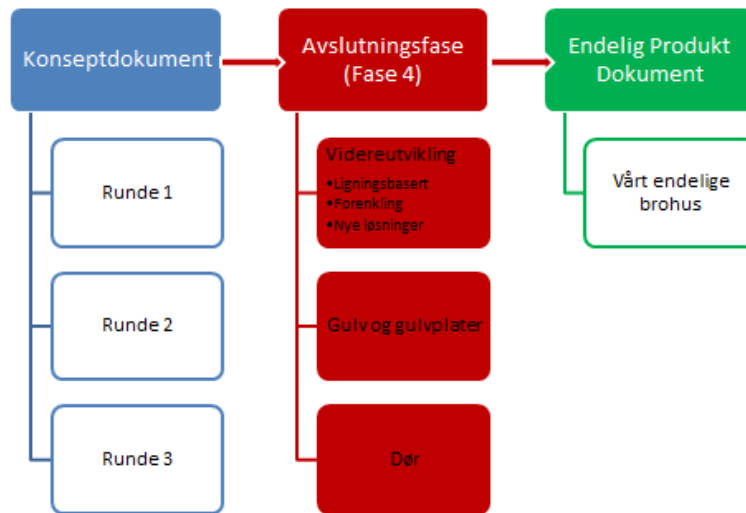 Konseptdokument
Runde 1
Runde 2
Runde 3
Avslutningsfase
(Fase 4)
Videreutvikling
•Ligningsbasert
•Forenkling
•Nye løsninger
Gulv og gulvplater
Dør
Endelig Produkt
Dokument
Vårt endelige
brohus